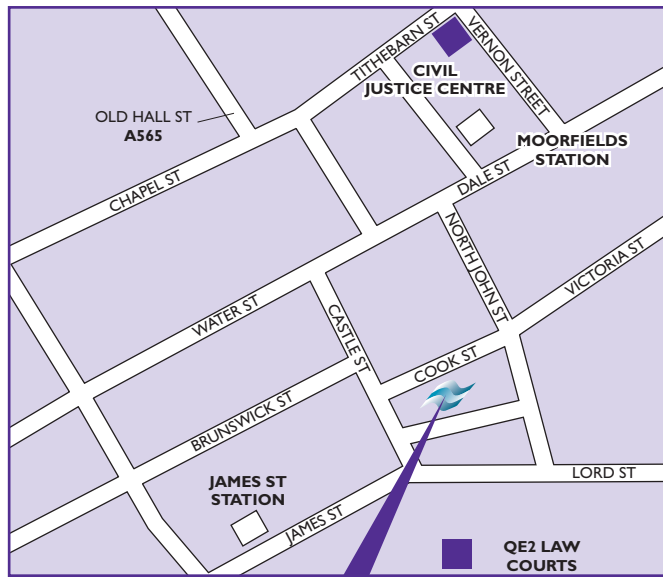 TITHEBARN ST
VERNON STREET
CIVIL
JUSTICE CENTRE
OLD HALL ST
A565
MOORFIELDS
STATION
CHAPEL ST
DALE ST
NORTH JOHN ST
VICTORIA ST
WATER ST
CASTLE ST
COOK ST
BRUNSWICK ST
JAMES ST
STATION
LORD ST
JAMES ST
QE2 LAW
COURTS